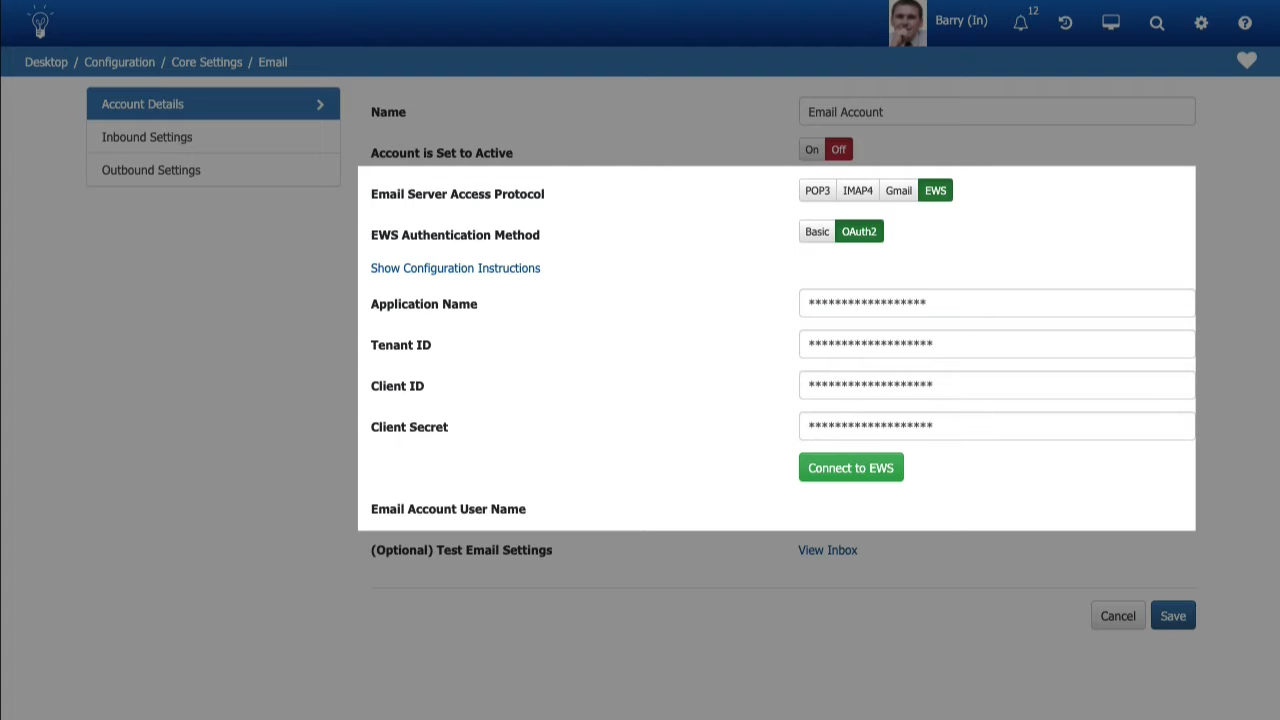 Barry (In)
12
Desktop / Configuration / Core Settings / Email
Account Details
Inbound Settings
Outbound Settings
Name
Email Account
Account is Set to Active
On Off
Email Server Access Protocol
POP3 IMAP4 Gmail EWS
EWS Authentication Method
Basic OAuth2
Show Configuration Instructions
Application Name
******************
Tenant ID
*******************
Client ID
*******************
Client Secret
*******************
Connect to EWS
Email Account User Name
(Optional) Test Email Settings
View Inbox
Cancel Save